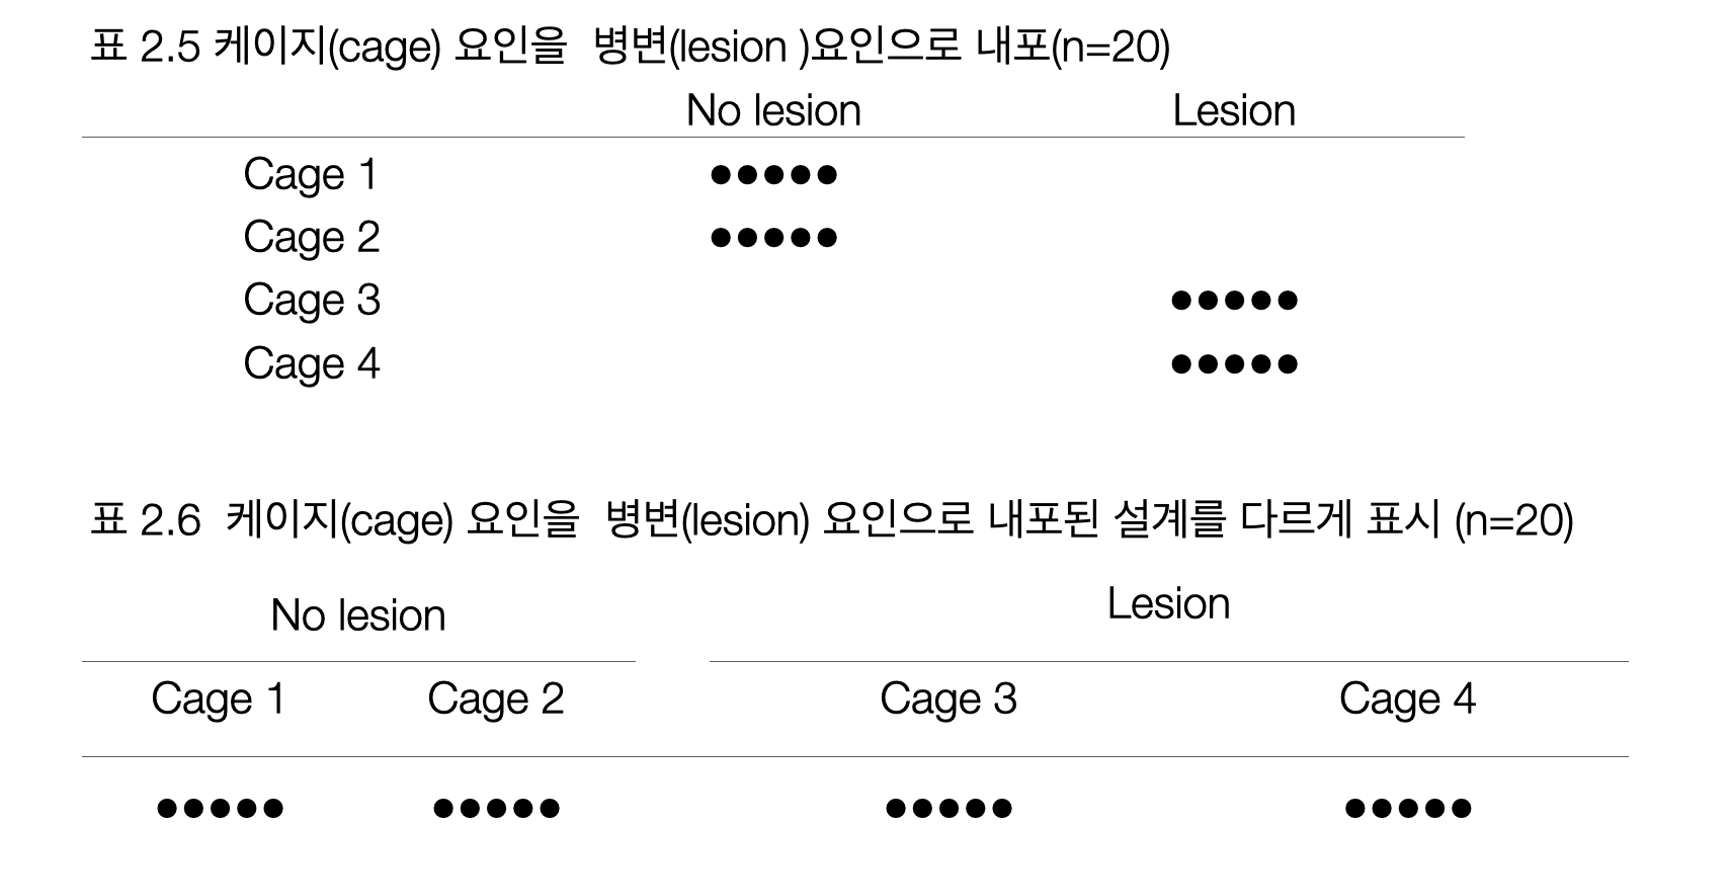 표 2.5 케이지(cage) 요인을 병변(lesion )요인으로 내포(n=20)
No lesion Lesion
Cage 1 ●●●●●
Cage 2 ●●●●●
Cage 3 ●●●●●
Cage 4 ●●●●●
표 2.6 케이지(cage) 요인을 병변(lesion) 요인으로 내포된 설계를 다르게 표시 (n=20)
No lesion Lesion
Cage 1 Cage 2 Cage 3 Cage 4
●●●●● ●●●●● ●●●●● ●●●●●